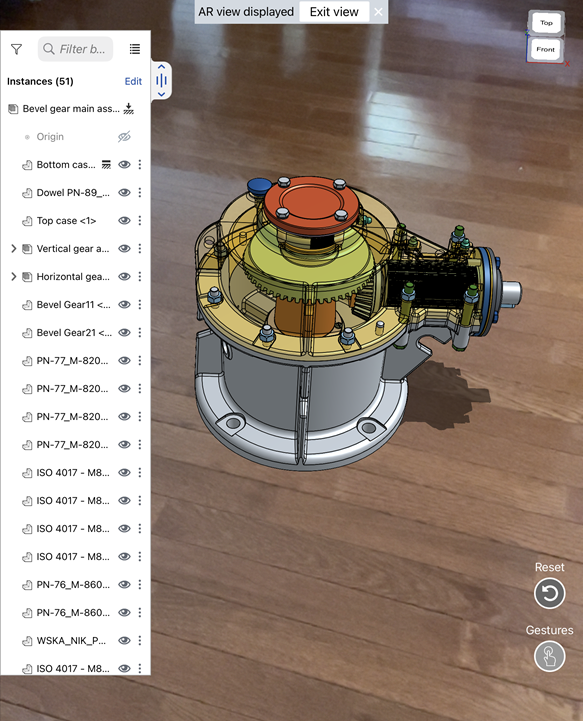 AR view displayed Exit view
Top
Front
X
Filter b...
Instances (51) Edit
Bevel gear main ass...
Origin
Bottom cas...
Dowel PN-89_...
Top case <1>
Vertical gear a...
Horizontal gea...
Bevel Gear11 <...
Bevel Gear21 <...
PN-77_M-820...
PN-77_M-820...
PN-77_M-820...
PN-77_M-820...
ISO 4017 - M8...
ISO 4017 - M8...
ISO 4017 - M8...
ISO 4017 - M8...
PN-76_M-860...
PN-76_M-860...
WSKA_NIK_P...
ISO 4017 - M8...
Reset
Gestures